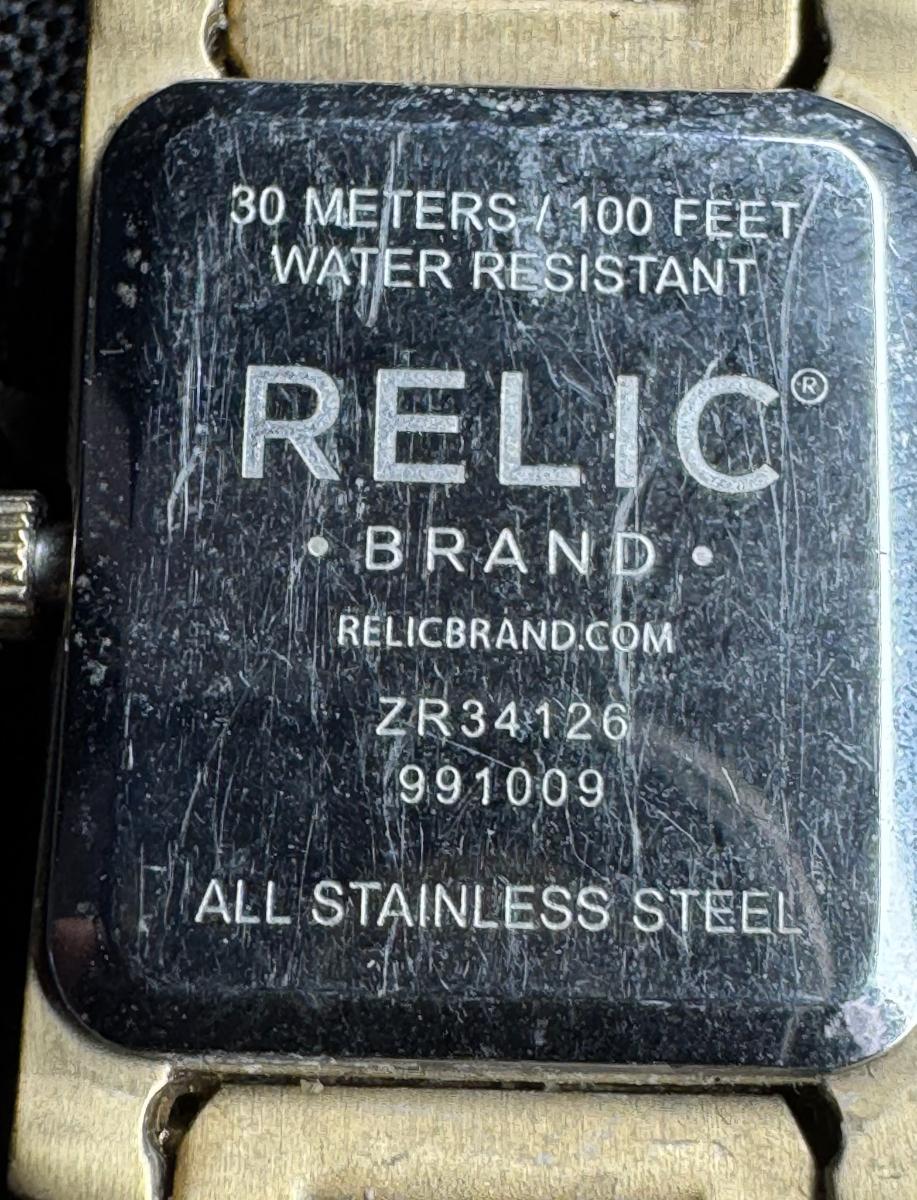 30 METERS / 100 FEET
WATER RESISTANT
RELIC®
• BRAND •
RELICBRAND.COM
ZR34126
991009
ALL STAINLESS STEEL